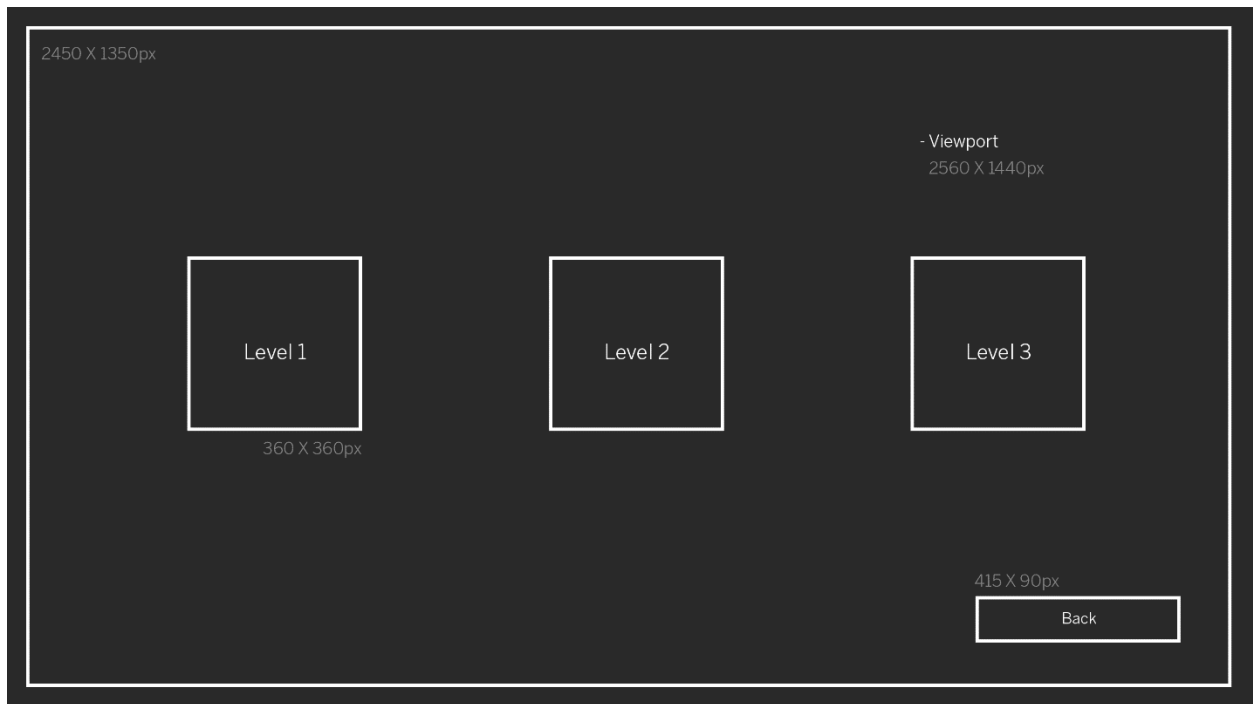 2450 X 1350px
- Viewport
2560 X 1440px
Level 1
Level 2
Level 3
360 X 360px
415 X 90px
Back